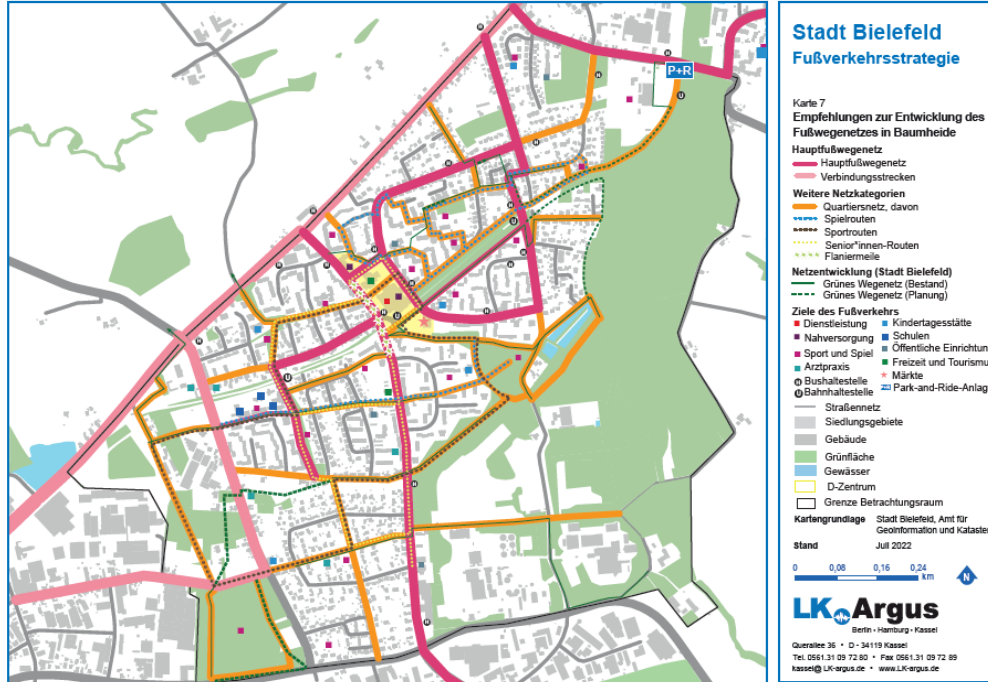 P+R
Stadt Bielefeld
Fußverkehrsstrategie
Karte 7
Empfehlungen zur Entwicklung des
Fußwegenetzes in Baumheide
Hauptfußwegenetz
Hauptfußwegenetz
Verbindungsstrecken
Weitere Netzkategorien
Quartiersnetz, davon
Spielrouten
Sportrouten
Senior*innen-Routen
Flaniermeile
Netzentwicklung (Stadt Bielefeld)
Grünes Wegenetz (Bestand)
Grünes Wegenetz (Planung)
Ziele des Fußverkehrs
Dienstleistung
Kindertagesstätte
Nahversorgung
Schulen
Sport und Spiel
Öffentliche Einrichtun
Arztpraxis
Freizeit und Tourismu
H Bushaltestelle
Märkte
U Bahnhaltestelle
Park-and-Ride-Anlag
Straßennetz
Siedlungsgebiete
Gebäude
Grünfläche
Gewässer
D-Zentrum
Grenze Betrachtungsraum
Kartengrundlage Stadt Bielefeld, Amt für
Geoinformation und Kataster
Stand Juli 2022
0 0,08 0,16 0,24
km
N
LK Argus
Berlin • Hamburg • Kassel
Querallee 36 • D - 34119 Kassel
Tel. 0561.31 09 72 80 • Fax 0561.31 09 72 89
kassel@LK-argus.de • www.LK-argus.de